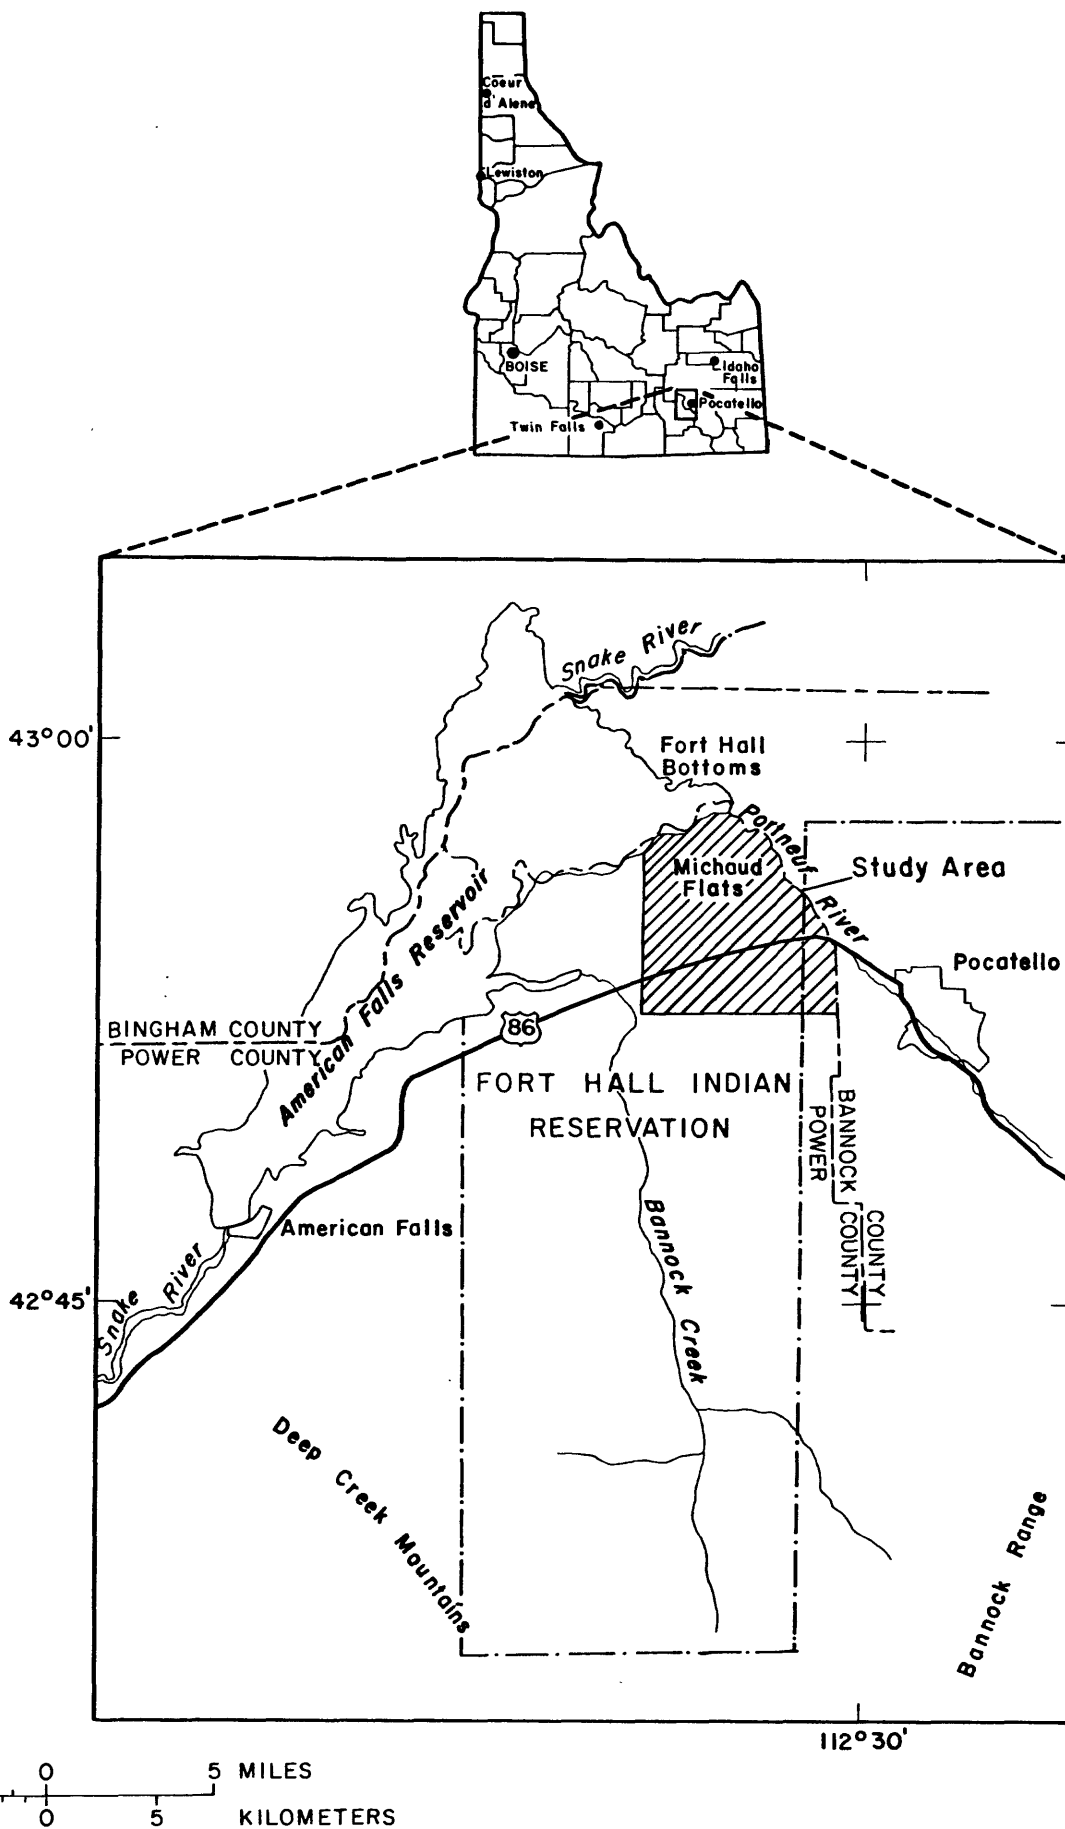 Coeur
d'Alene
Lewiston
BOISE
Idaho
Falls
Pocatello
Twin Falls
Snake River
43°00'
Fort Hall
Bottoms
Portneuf River
Michaud
Flats
Study Area
American Falls Reservoir
Pocatello
BINGHAM COUNTY
POWER COUNTY
86
FORT HALL INDIAN
RESERVATION
BANNOCK COUNTY
POWER COUNTY
Bannock Creek
American Falls
Snake River
42°45'
Deep Creek Mountains
Bannock Range
112°30'
0 5 MILES
0 5 KILOMETERS